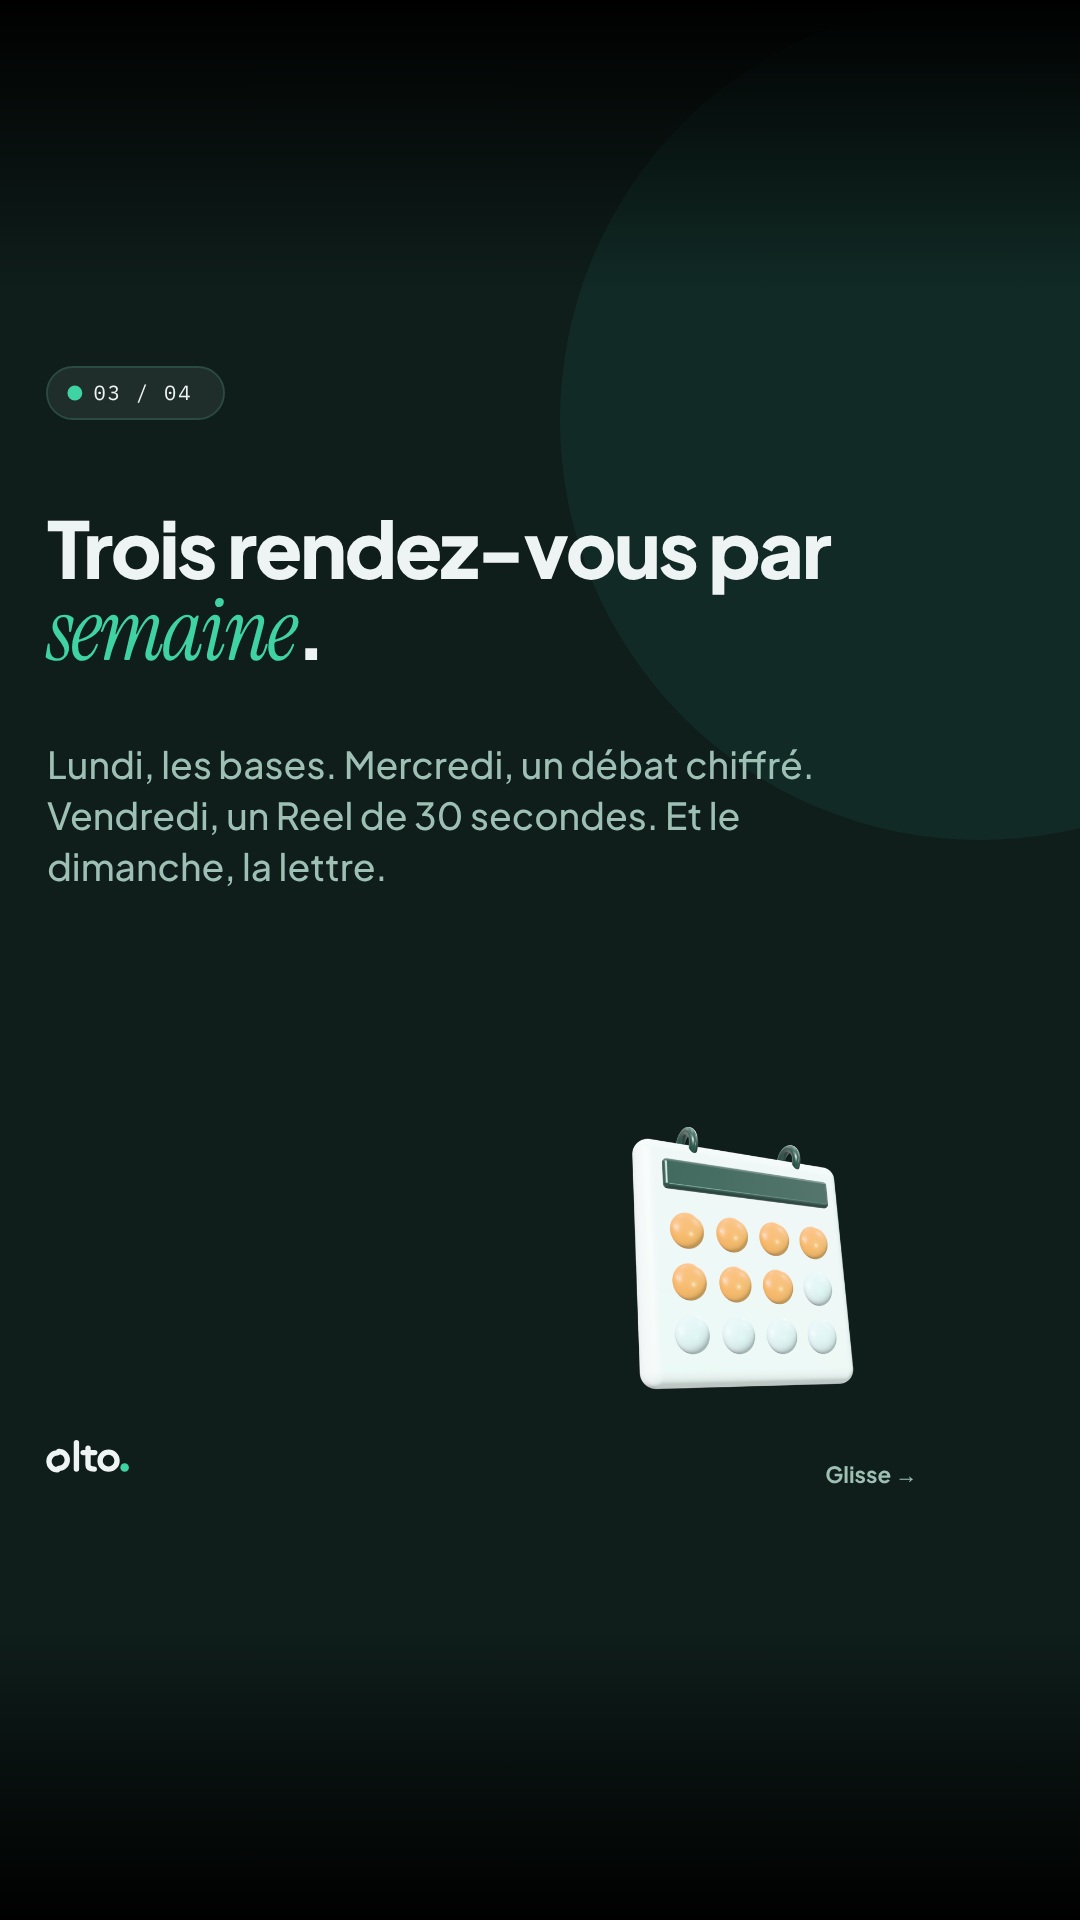 03 / 04
Trois rendez-vous par
semaine.
Lundi, les bases. Mercredi, un débat chiffré.
Vendredi, un Reel de 30 secondes. Et le
dimanche, la lettre.
olto.
Glisse →